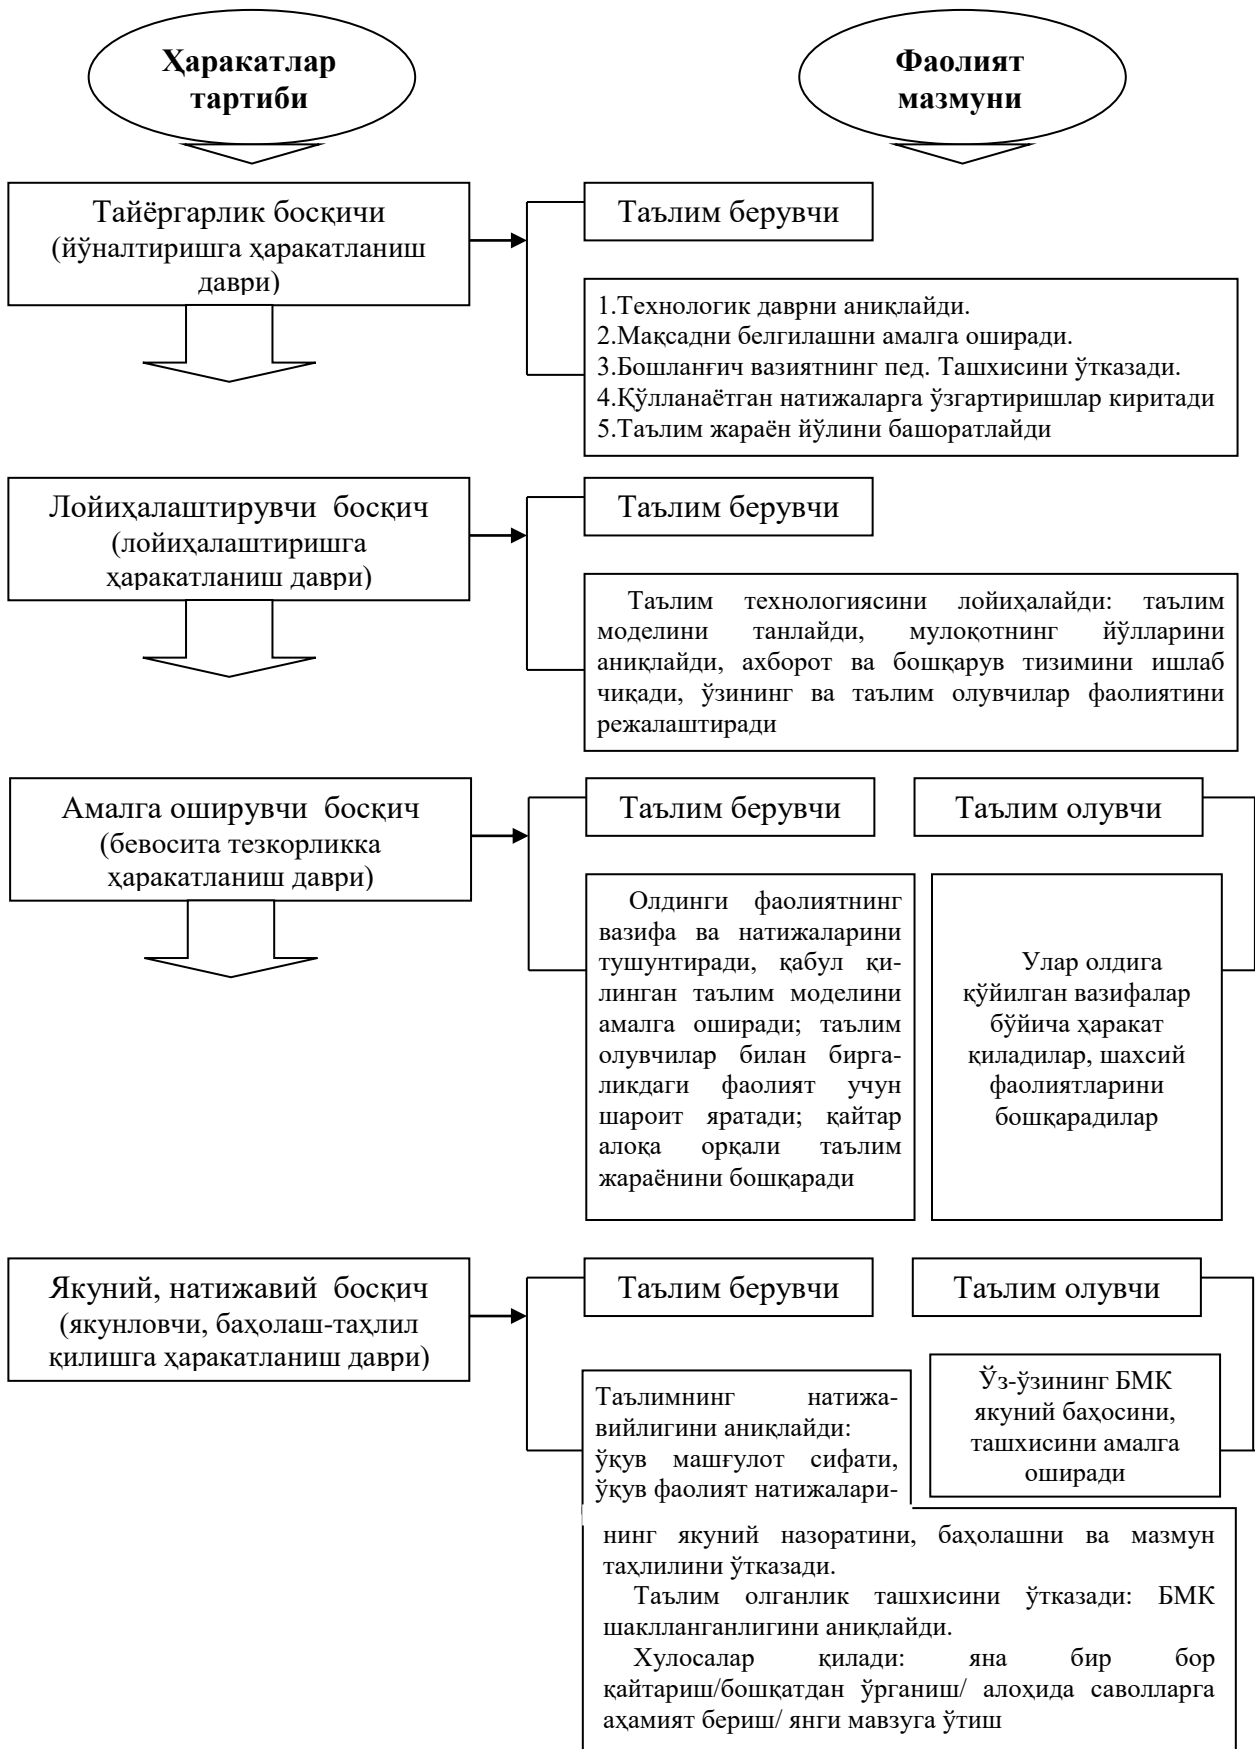 Ҳаракатлар
тартиби
Фаолият
мазмуни
Тайёргарлик босқичи
(йўналтиришга ҳаракатланиш
даври)
Таълим берувчи
1.Технологик даврни аниқлайди.
2.Мақсадни белгилашни амалга оширади.
3.Бошланғич вазиятнинг пед. Ташхисини ўтказади.
4.Қўлланаётган натижаларга ўзгартиришлар киритади
5.Таълим жараён йўлини башоратлайди
Лойиҳалаштирувчи босқич
(лойиҳалаштиришга
ҳаракатланиш даври)
Таълим берувчи
Таълим технологиясини лойиҳалайди: таълим
моделини танлайди, мулоқотнинг йўлларини
аниқлайди, ахборот ва бошқарув тизимини ишлаб
чиқади, ўзининг ва таълим олувчилар фаолиятини
режалаштиради
Амалга оширувчи босқич
(бевосита тезкорликка
ҳаракатланиш даври)
Таълим берувчи
Олдинги фаолиятнинг
вазифа ва натижаларини
тушунтиради, қабул қи-
линган таълим моделини
амалга оширади; таълим
олувчилар билан бирга-
ликдаги фаолият учун
шароит яратади; қайтар
алоқа орқали таълим
жараёнини бошқаради
Таълим олувчи
Улар олдига
қўйилган вазифалар
бўйича ҳаракат
қиладилар, шахсий
фаолиятларини
бошқарадилар
Якуний, натижавий босқич
(якунловчи, баҳолаш-таҳлил
қилишга ҳаракатланиш даври)
Таълим берувчи
Таълим олувчи
Ўз-ўзининг БМК
якуний баҳосини,
ташхисини амалга
оширади
Таълимнинг натижа-
вийлигини аниқлайди:
ўқув машғулот сифати,
ўқув фаолият натижалари-
нинг якуний назоратини, баҳолашни ва мазмун
таҳлилини ўтказади.
Таълим олганлик ташхисини ўтказади: БМК
шаклланганлигини аниқлайди.
Хулосалар қилади: яна бир бор
қайтариш/бошқатдан ўрганиш/ алоҳида саволларга
аҳамият бериш/ янги мавзуга ўтиш